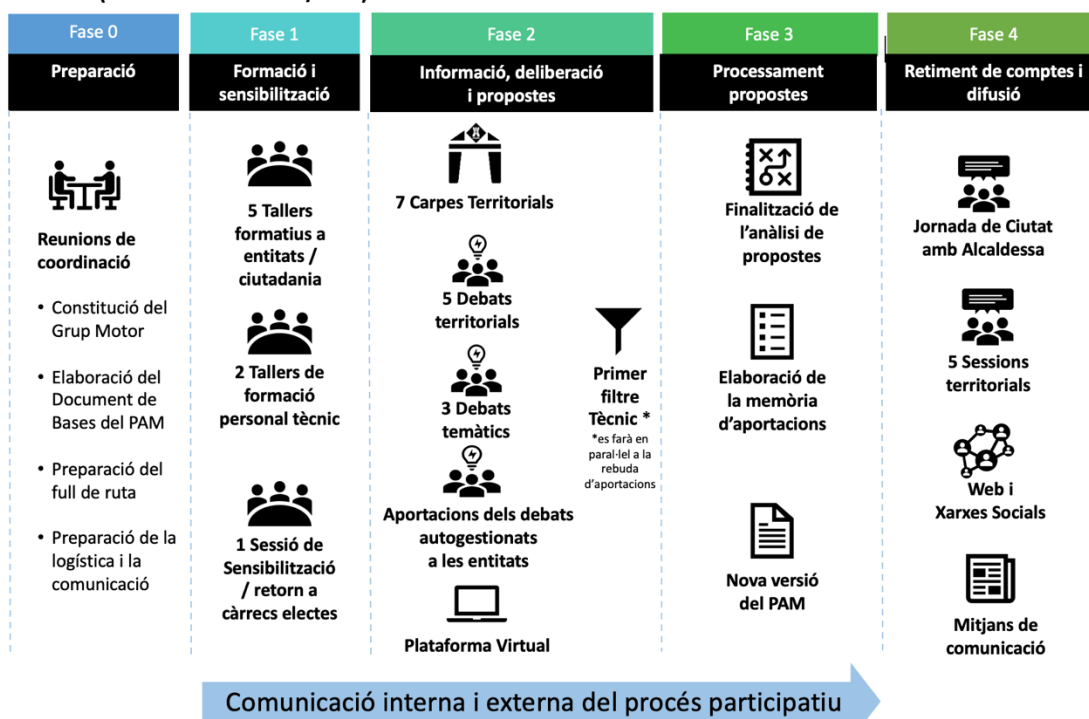 Fase 0
Preparació
Reunions de
coordinació
• Constitució del
Grup Motor
• Elaboració del
Document de
Bases del PAM
• Preparació del
full de ruta
• Preparació de la
logística i la
comunicació
Fase 1
Formació i
sensibilització
5 Tallers
formatius a
entitats /
ciutadania
2 Tallers de
formació
personal tècnic
1 Sessió de
Sensibilització
/ retorn a
càrrecs electes
Fase 2
Informació, deliberació
i propostes
7 Carpes Territorials
5 Debats
territorials
3 Debats
temàtics
Aportacions dels debats
autogestionats
a les entitats
Plataforma Virtual
Primer
filtre
Tècnic *
*es farà en
paral·lel a la
rebuda
d'aportacions
Fase 3
Processament
propostes
Finalització de
l'anàlisi de
propostes
Elaboració de
la memòria
d'aportacions
Nova versió
del PAM
Fase 4
Retiment de comptes i
difusió
Jornada de Ciutat
amb Alcaldessa
5 Sessions
territorials
Web i
Xarxes Socials
Mitjans de
comunicació
Comunicació interna i externa del procés participatiu